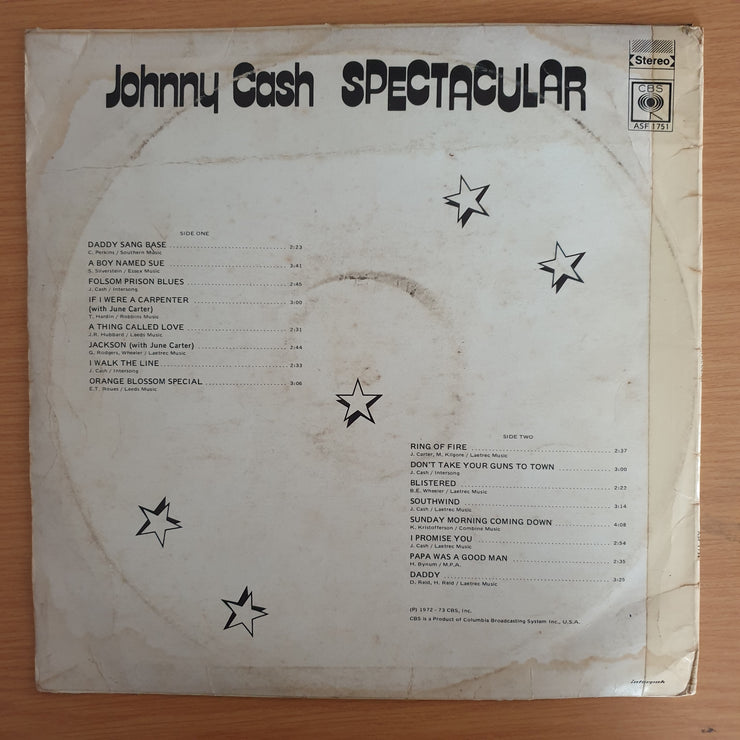 Johnny Cash SPECTACULAR
Stereo
CBS
ASF 1751
SIDE ONE
DADDY SANG BASE 2:23
C. Perkins / Southern Music
A BOY NAMED SUE 3:41
S. Silverstein / Essex Music
FOLSOM PRISON BLUES 2:45
J. Cash / Intersong
IF I WERE A CARPENTER 3:00
(with June Carter)
T. Hardin / Robbins Music
A THING CALLED LOVE 2:31
J.R. Hubbard / Leeds Music
JACKSON (with June Carter) 2:44
G. Rodgers, Wheeler / Laetrec Music
I WALK THE LINE 2:33
J. Cash / Intersong
ORANGE BLOSSOM SPECIAL 3:06
E.T. Roues / Leeds Music
SIDE TWO
RING OF FIRE 2:37
J. Carter, M. Kilgore / Laetrec Music
DON'T TAKE YOUR GUNS TO TOWN 3:00
J. Cash / Intersong
BLISTERED 2:22
B.E. Wheeler / Laetrec Music
SOUTHWIND 3:14
J. Cash / Laetrec Music
SUNDAY MORNING COMING DOWN 4:08
K. Kristofferson / Combine Music
I PROMISE YOU 2:54
J. Cash / Laetrec Music
PAPA WAS A GOOD MAN 2:35
H. Bynum / M.P.A.
DADDY 3:25
D. Reid, H. Reid / Laetrec Music
(P) 1972 - 73 CBS, Inc.
CBS is a Product of Columbia Broadcasting System Inc., U.S.A.
interpak